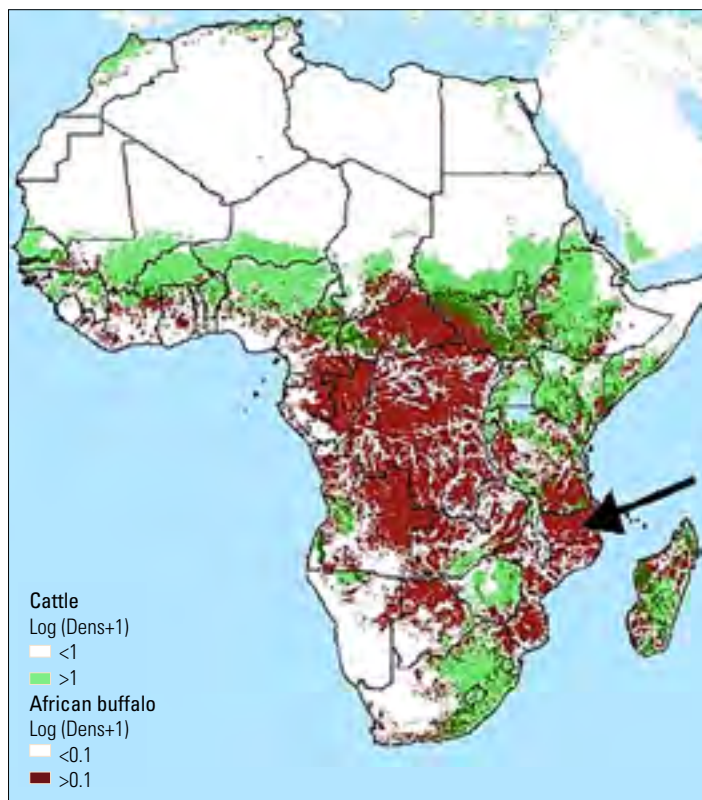 Cattle
Log (Dens+1)
<1
>1
African buffalo
Log (Dens+1)
<0.1
>0.1